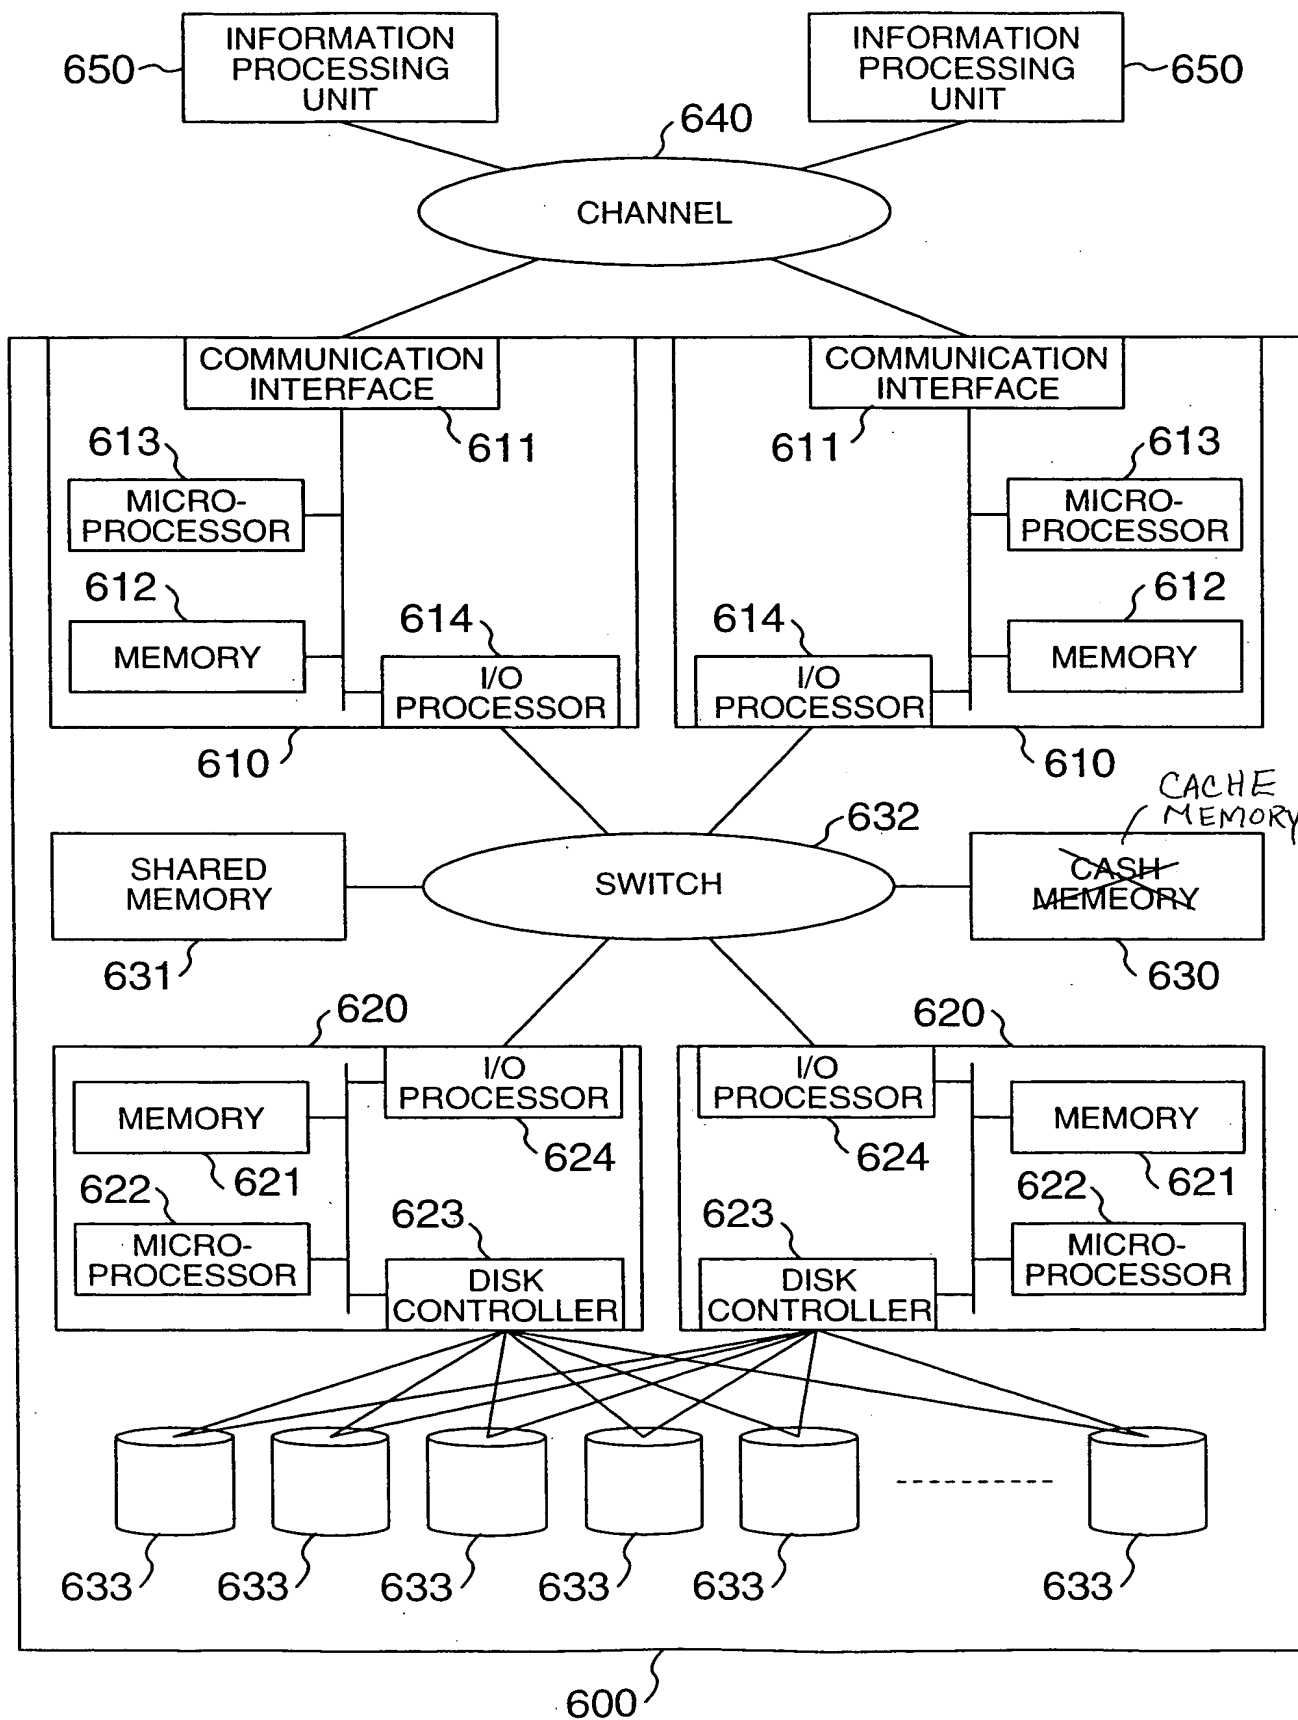 INFORMATION
PROCESSING
UNIT
650
INFORMATION
PROCESSING
UNIT
650
640
CHANNEL
COMMUNICATION
INTERFACE
611
COMMUNICATION
INTERFACE
611
613
MICRO-
PROCESSOR
613
MICRO-
PROCESSOR
612
MEMORY
612
MEMORY
614
I/O
PROCESSOR
614
I/O
PROCESSOR
610
610
CACHE
MEMORY
632
SHARED
MEMORY
SWITCH
CASH
MEMEORY
631
630
620
620
I/O
PROCESSOR
I/O
PROCESSOR
MEMORY
MEMORY
624
624
621
621
622
622
623
623
MICRO-
PROCESSOR
MICRO-
PROCESSOR
DISK
CONTROLLER
DISK
CONTROLLER
633 633 633 633 633 633
600